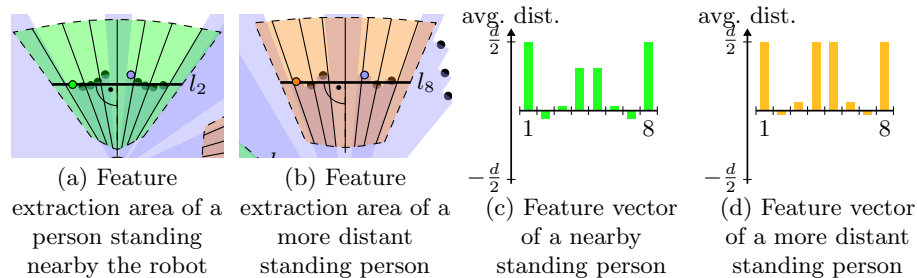 avg. dist.
d/2
1
8
−d/2
avg. dist.
d/2
1
8
−d/2
l2
l8
(a) Feature
extraction area of a
person standing
nearby the robot
(b) Feature
extraction area of a
more distant
standing person
(c) Feature vector
of a nearby
standing person
(d) Feature vector
of a more distant
standing person